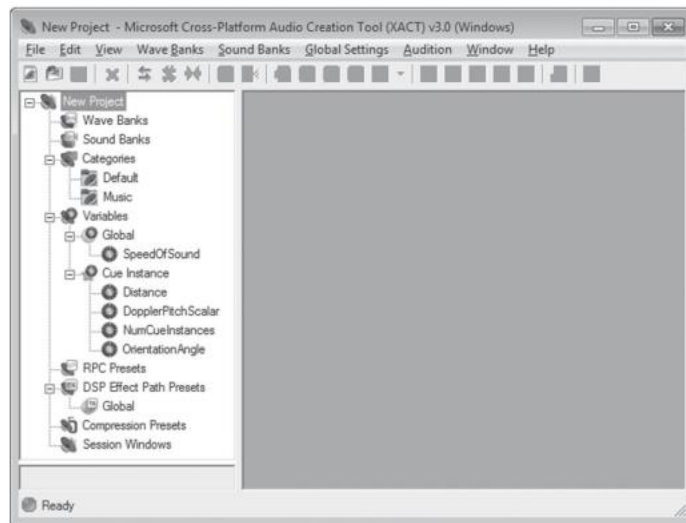 New Project - Microsoft Cross-Platform Audio Creation Tool (XACT) v3.0 (Windows)
File Edit View Wave Banks Sound Banks Global Settings Audition Window Help
New Project
Wave Banks
Sound Banks
Categories
Default
Music
Variables
Global
SpeedOfSound
Cue Instance
Distance
DopplerPitchScalar
NumCueInstances
OrientationAngle
RPC Presets
DSP Effect Path Presets
Global
Compression Presets
Session Windows
Ready